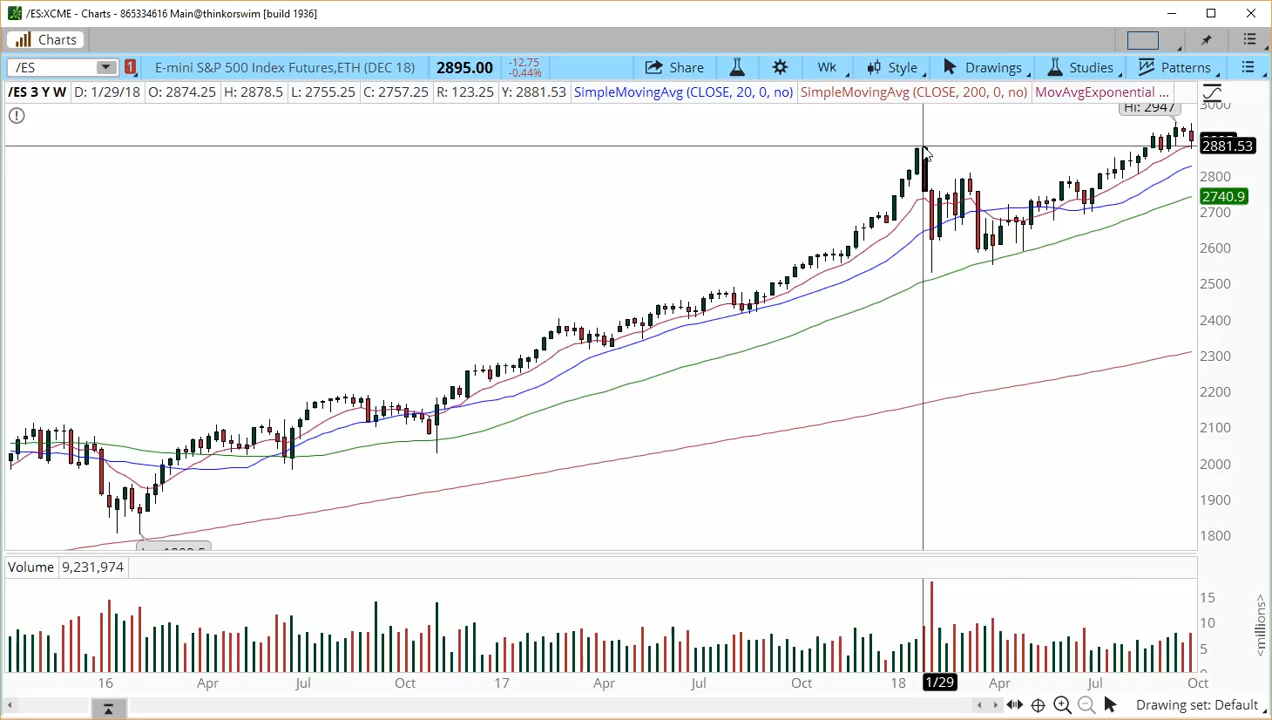 /ES:XCME - Charts - 865334616 Main@thinkorswim [build 1936]
Charts
/ES 1 E-mini S&P 500 Index Futures,ETH (DEC 18) 2895.00 -12.75 -0.44% Share Wk Style Drawings Studies Patterns
/ES 3 Y W D: 1/29/18 O: 2874.25 H: 2878.5 L: 2755.25 C: 2757.25 R: 123.25 Y: 2881.53 SimpleMovingAvg (CLOSE, 20, 0, no) SimpleMovingAvg (CLOSE, 200, 0, no) MovAvgExponential ...
Hi: 2947
3000
2881.53
2800
2740.9
2700
2600
2500
2400
2300
2200
2100
2000
1900
1800
Volume 9,231,974
15
10
5
<millions>
16 Apr Jul Oct 17 Apr Jul Oct 18 1/29 Apr Jul Oct
Drawing set: Default